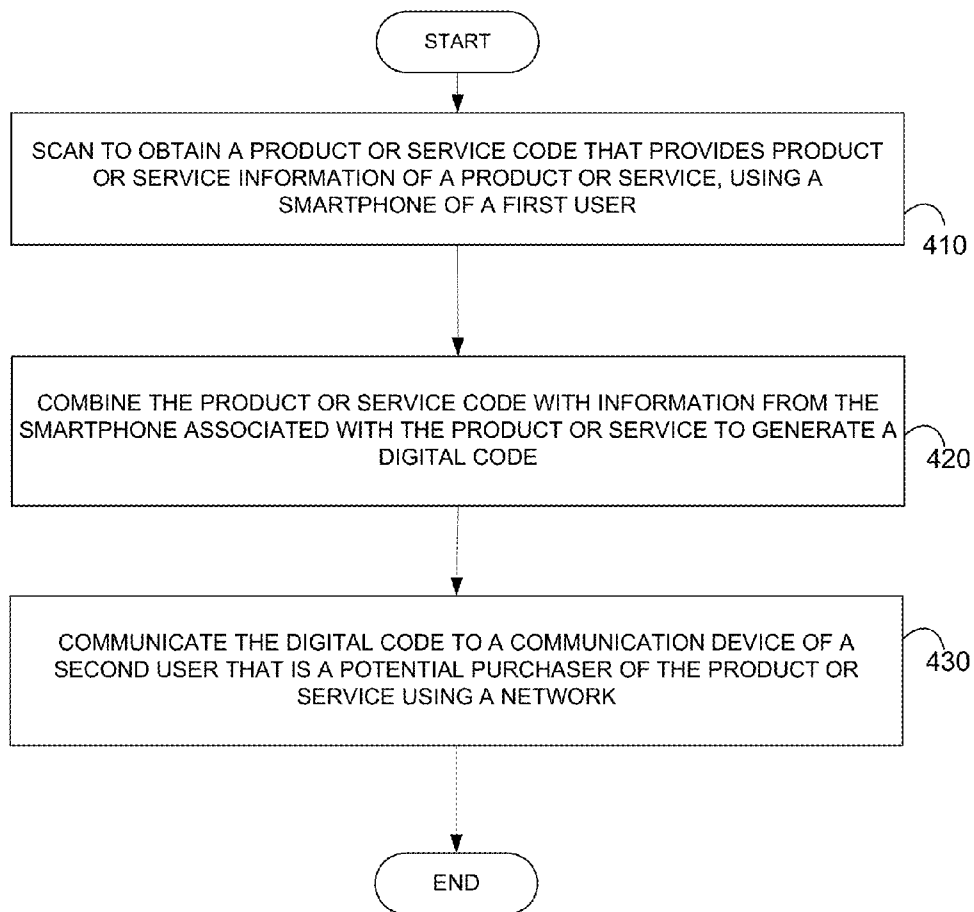 START
SCAN TO OBTAIN A PRODUCT OR SERVICE CODE THAT PROVIDES PRODUCT
OR SERVICE INFORMATION OF A PRODUCT OR SERVICE, USING A
SMARTPHONE OF A FIRST USER
410
COMBINE THE PRODUCT OR SERVICE CODE WITH INFORMATION FROM THE
SMARTPHONE ASSOCIATED WITH THE PRODUCT OR SERVICE TO GENERATE A
DIGITAL CODE
420
COMMUNICATE THE DIGITAL CODE TO A COMMUNICATION DEVICE OF A
SECOND USER THAT IS A POTENTIAL PURCHASER OF THE PRODUCT OR
SERVICE USING A NETWORK
430
END